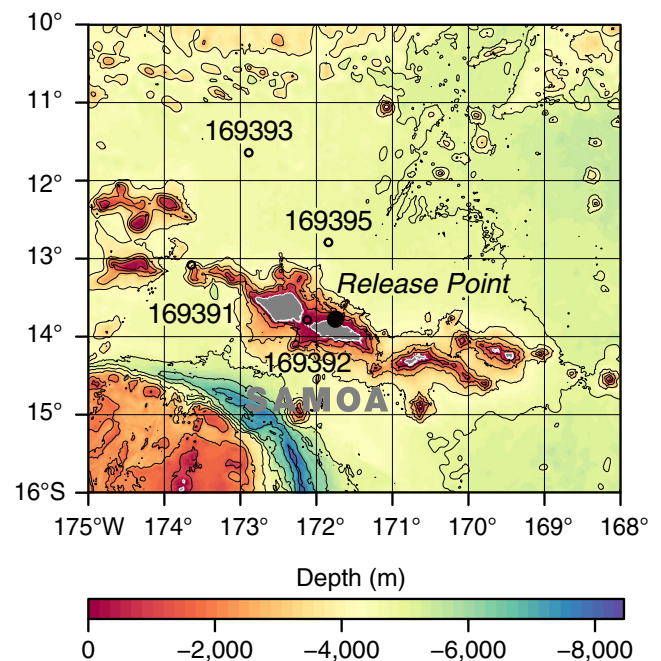 10°
11°
169393
12°
169395
13°
Release Point
169391
14°
169392
SAMOA
15°
16°S
175°W 174° 173° 172° 171° 170° 169° 168°
Depth (m)
0 −2,000 −4,000 −6,000 −8,000